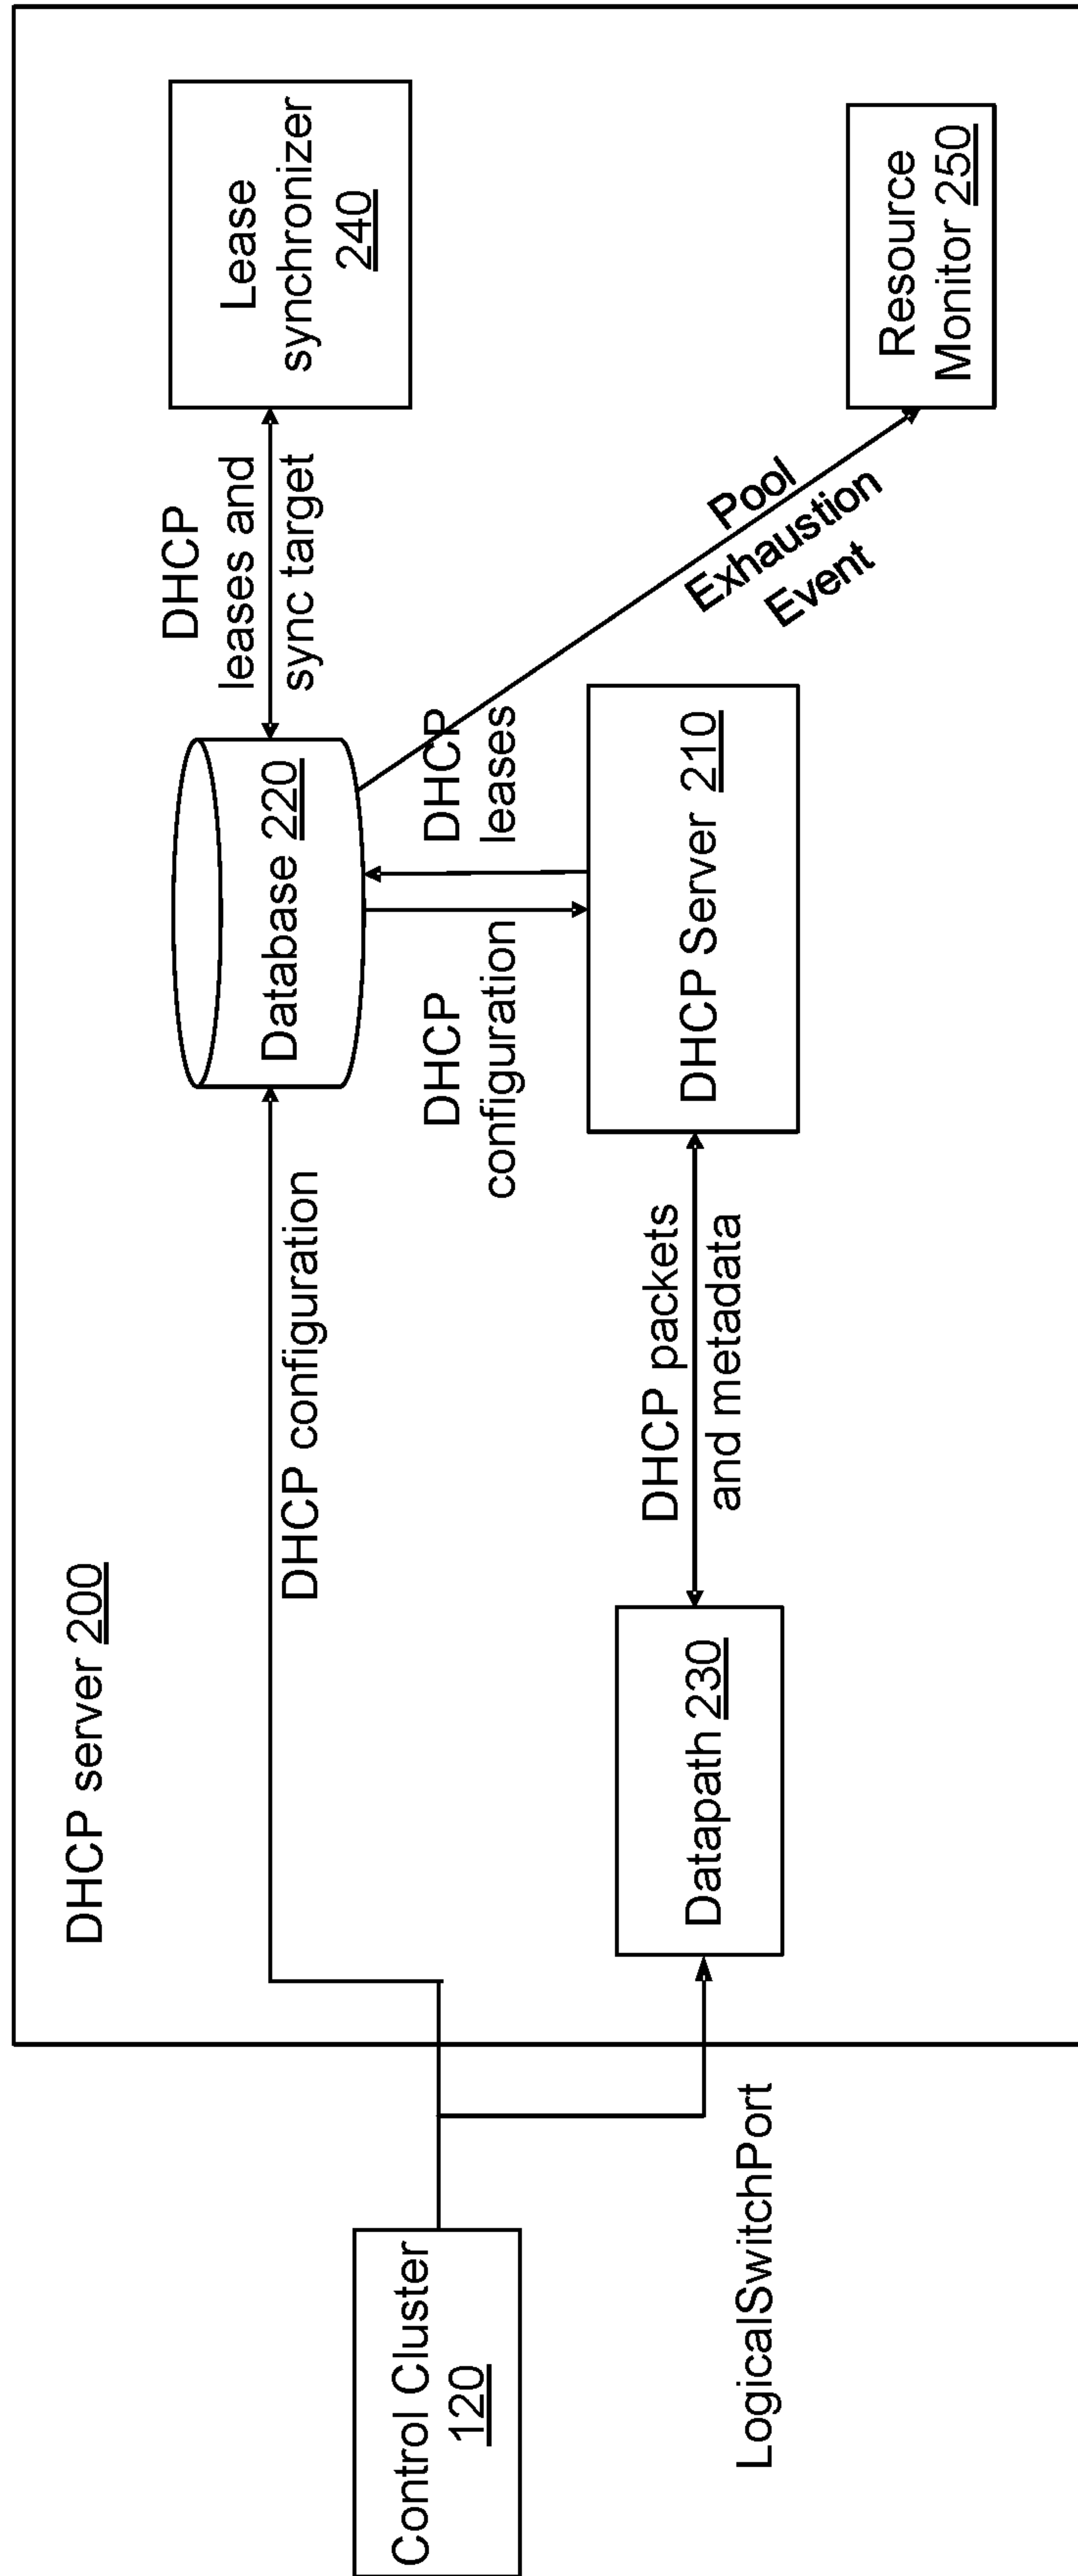 DHCP server 200
Control Cluster
120
LogicalSwitchPort
DHCP configuration
Datapath 230
DHCP packets
and metadata
Database 220
DHCP
configuration
DHCP
leases
DHCP Server 210
DHCP
leases and
sync target
Lease
synchronizer
240
Pool
Exhaustion
Event
Resource
Monitor 250